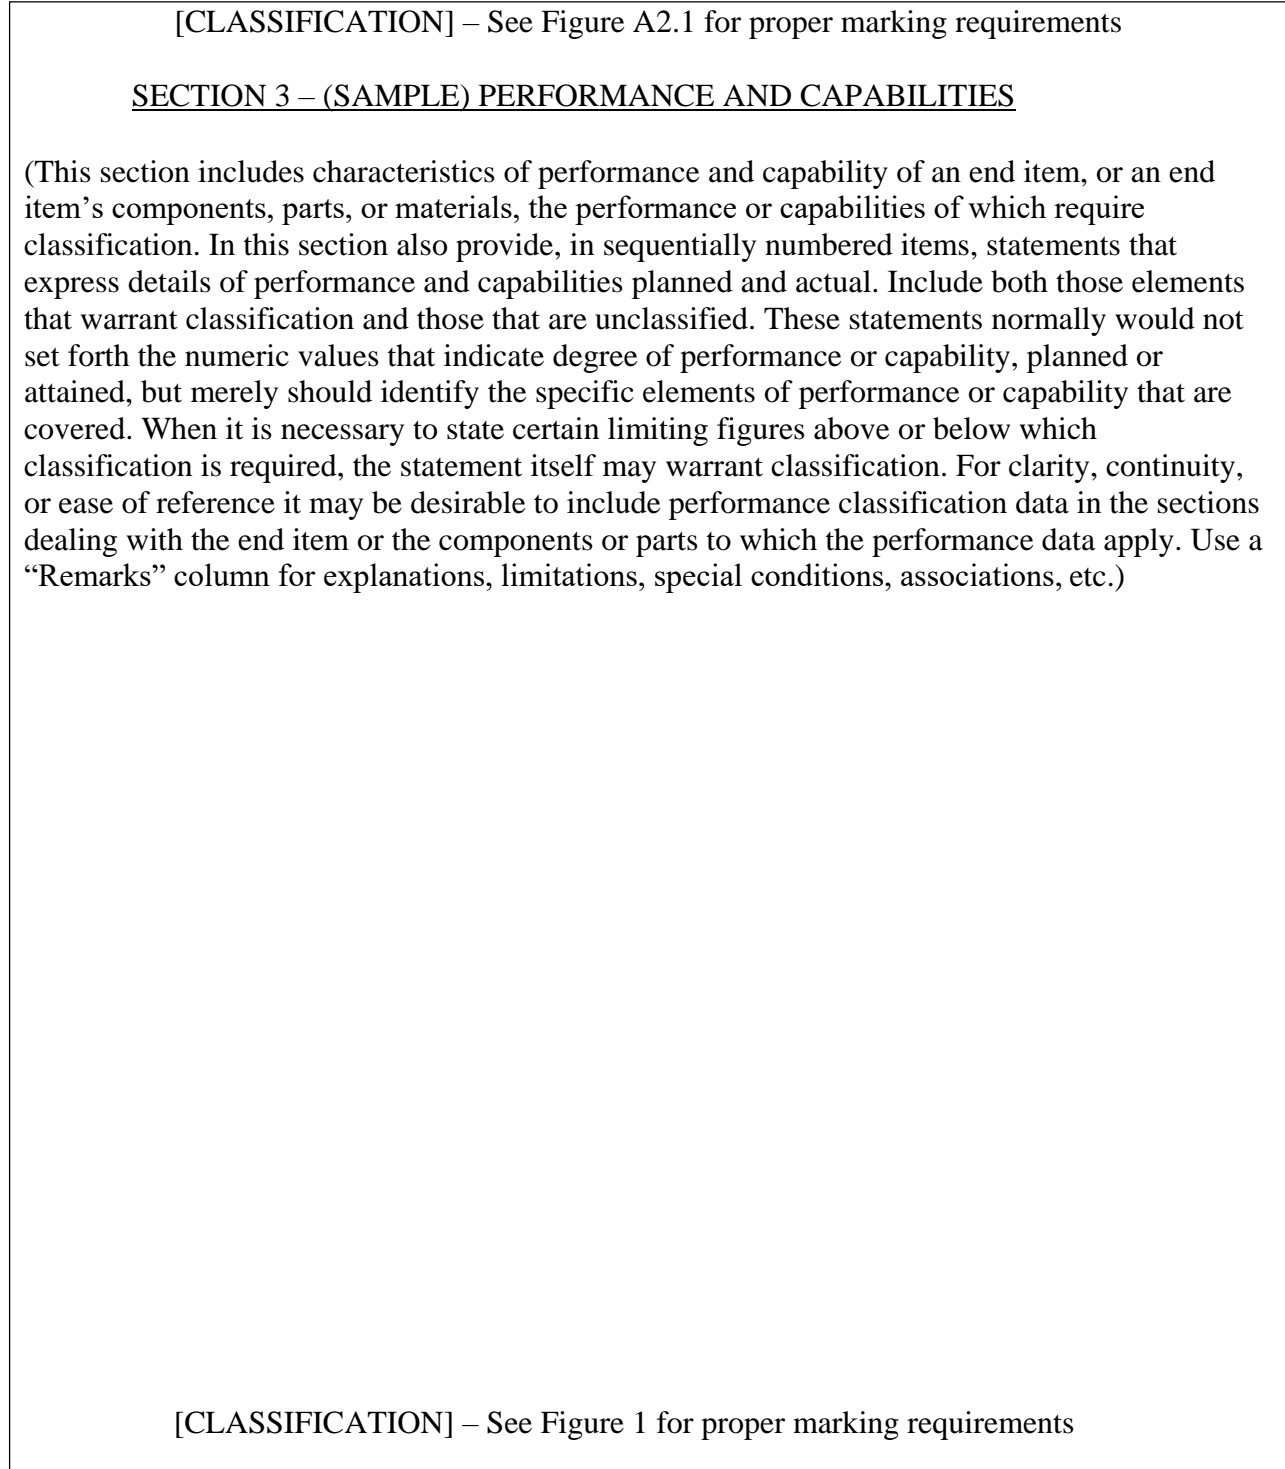 [CLASSIFICATION] – See Figure A2.1 for proper marking requirements
SECTION 3 – (SAMPLE) PERFORMANCE AND CAPABILITIES
(This section includes characteristics of performance and capability of an end item, or an end
item’s components, parts, or materials, the performance or capabilities of which require
classification. In this section also provide, in sequentially numbered items, statements that
express details of performance and capabilities planned and actual. Include both those elements
that warrant classification and those that are unclassified. These statements normally would not
set forth the numeric values that indicate degree of performance or capability, planned or
attained, but merely should identify the specific elements of performance or capability that are
covered. When it is necessary to state certain limiting figures above or below which
classification is required, the statement itself may warrant classification. For clarity, continuity,
or ease of reference it may be desirable to include performance classification data in the sections
dealing with the end item or the components or parts to which the performance data apply. Use a
“Remarks” column for explanations, limitations, special conditions, associations, etc.)
[CLASSIFICATION] – See Figure 1 for proper marking requirements